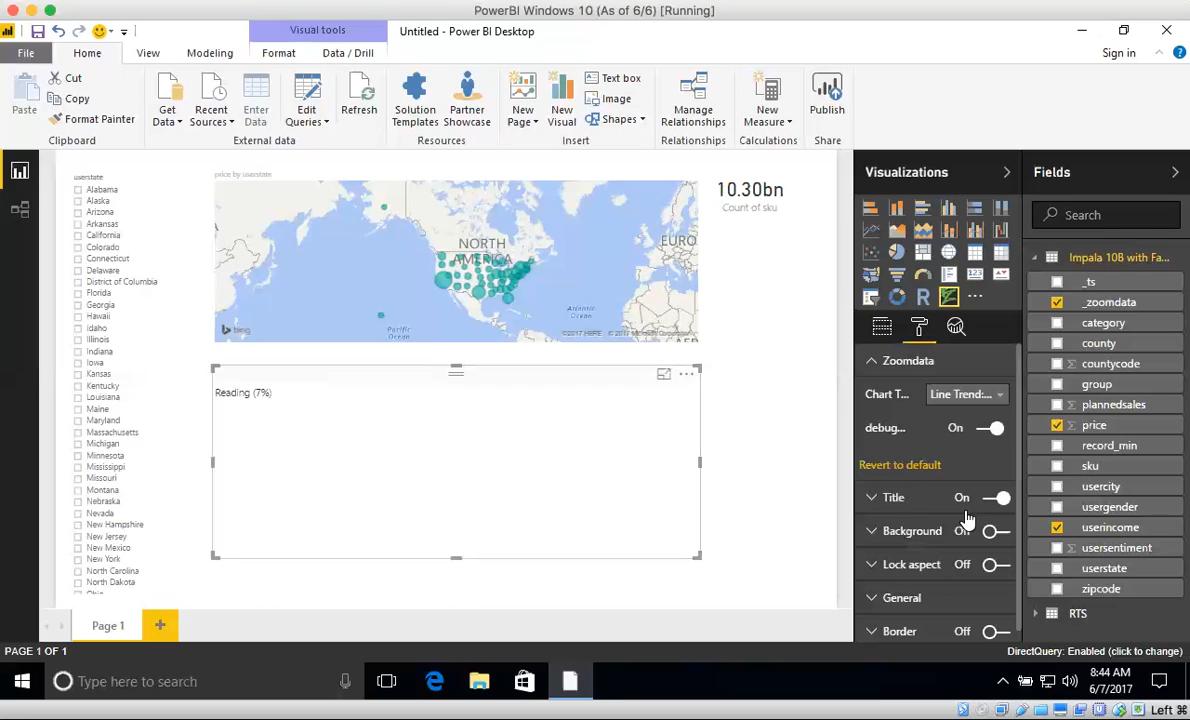 PowerBI Windows 10 (As of 6/6) [Running]
Visual tools
Untitled - Power BI Desktop
File
Home
View
Modeling
Format
Data / Drill
Sign in
Paste
Cut
Copy
Format Painter
Clipboard
Get Data
Recent Sources
Enter Data
Edit Queries
Refresh
External data
Solution Templates
Partner Showcase
Resources
New Page
New Visual
Text box
Image
Shapes
Insert
Manage Relationships
Relationships
New Measure
Calculations
Publish
Share
userstate
Alabama
Alaska
Arizona
Arkansas
California
Colorado
Connecticut
Delaware
District of Columbia
Florida
Georgia
Hawaii
Idaho
Illinois
Indiana
Iowa
Kansas
Kentucky
Louisiana
Maine
Maryland
Massachusetts
Michigan
Minnesota
Mississippi
Missouri
Montana
Nebraska
Nevada
New Hampshire
New Jersey
New Mexico
New York
North Carolina
North Dakota
price by userstate
NORTH AMERICA
EURO
Pacific Ocean
Atlantic Ocean
bing
10.30bn
Count of sku
Reading (7%)
Visualizations
Zoomdata
Chart T...
Line Trend:...
debug...
On
Revert to default
Title
On
Background
Lock aspect
Off
General
Border
Off
Fields
Search
Impala 10B with Fa...
_ts
_zoomdata
category
county
countycode
group
plannedsales
price
record_min
sku
usercity
usergender
userincome
usersentiment
userstate
zipcode
RTS
Page 1
PAGE 1 OF 1
DirectQuery: Enabled (click to change)
Type here to search
8:44 AM
6/7/2017
Left ⌘